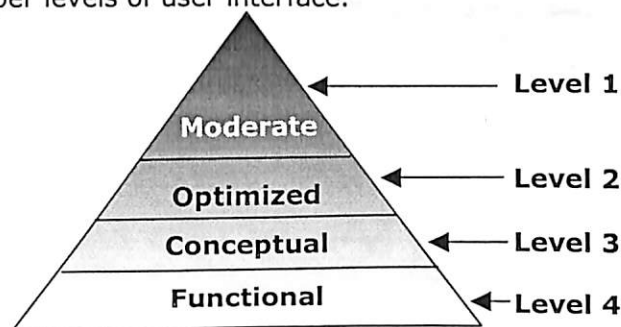 per levels of user interface.
Level 1
Moderate
Level 2
Optimized
Level 3
Conceptual
Level 4
Functional